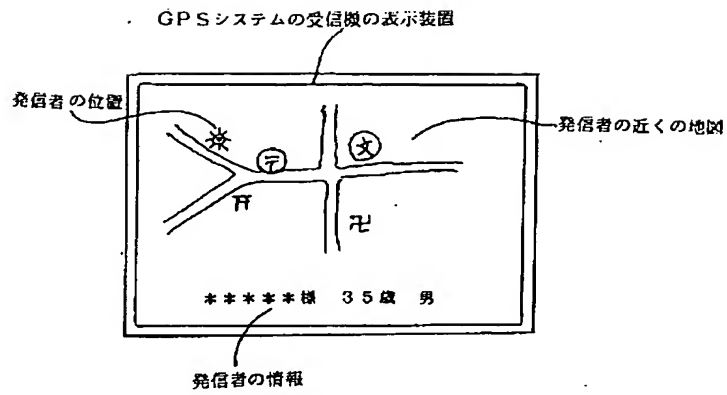 GPSシステムの受信機の表示装置
発信者の位置
発信者の近くの地図
〒
文
*****様 35歳 男
発信者の情報